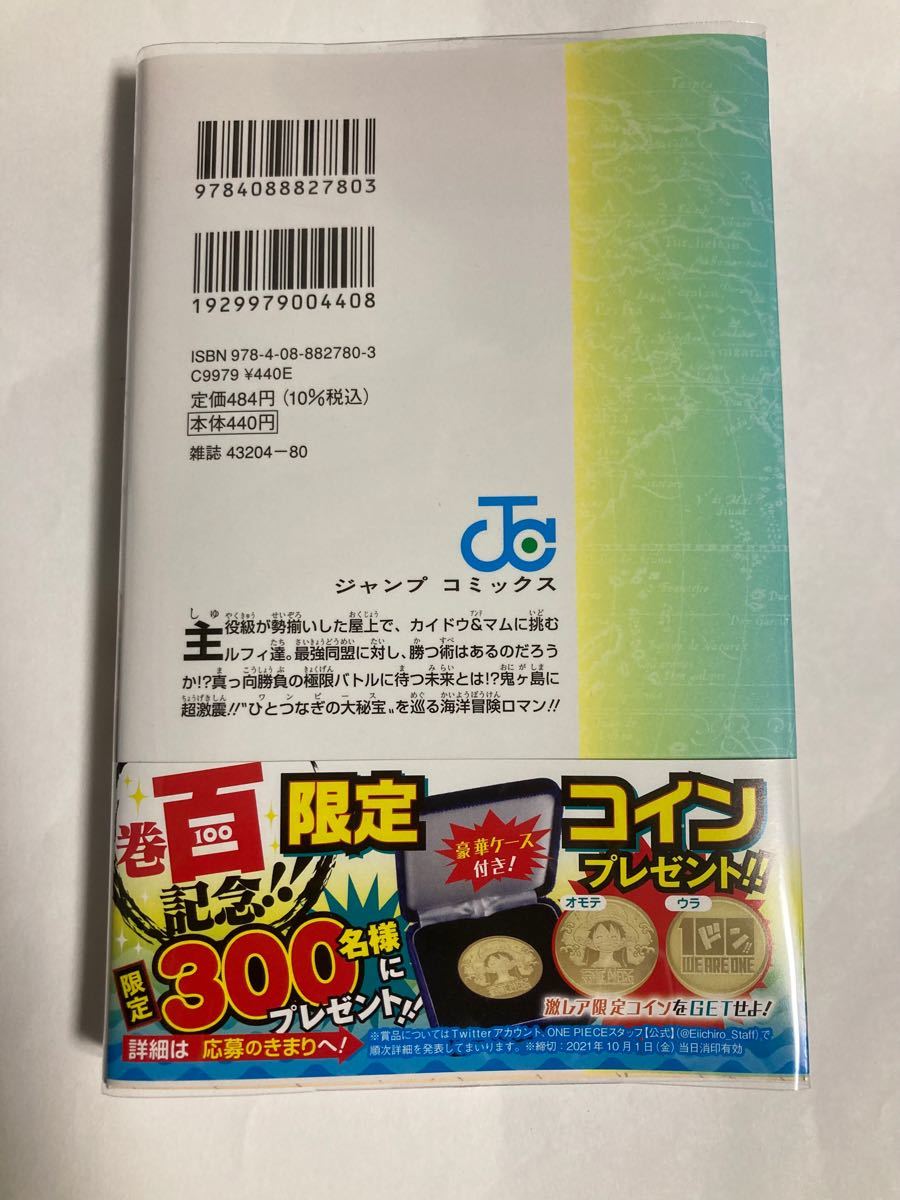 9784088827803
1929979004408
ISBN 978-4-08-882780-3
C9979 ¥440E
定価484円(10%税込)
本体440円
雑誌 43204-80
ジャンプ コミックス
主役級が勢揃いした屋上で、カイドウ&マムに挑む
ルフィ達。最強同盟に対し、勝つ術はあるのだろう
か!?真っ向勝負の極限バトルに待つ未来とは!?鬼ヶ島に
超激震!!"ひとつなぎの大秘宝"を巡る海洋冒険ロマン!!
巻百
100
記念!!
限定
コイン
プレゼント!!
豪華ケース
付き!
オモテ
ウラ
ONE PIECE
100ドン!!
WE ARE ONE
限定
300名様に
プレゼント!!
激レア限定コインをGETせよ!
詳細は 応募のきまりへ!
※賞品についてはTwitterアカウント、ONE PIECEスタッフ【公式】(@Eiichiro_Staff)で、
順次詳細を発表してまいります。※締切:2021年10月1日(金)当日消印有効